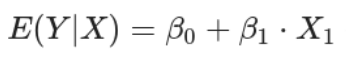 E(Y|X) = β₀ + β₁ · X₁